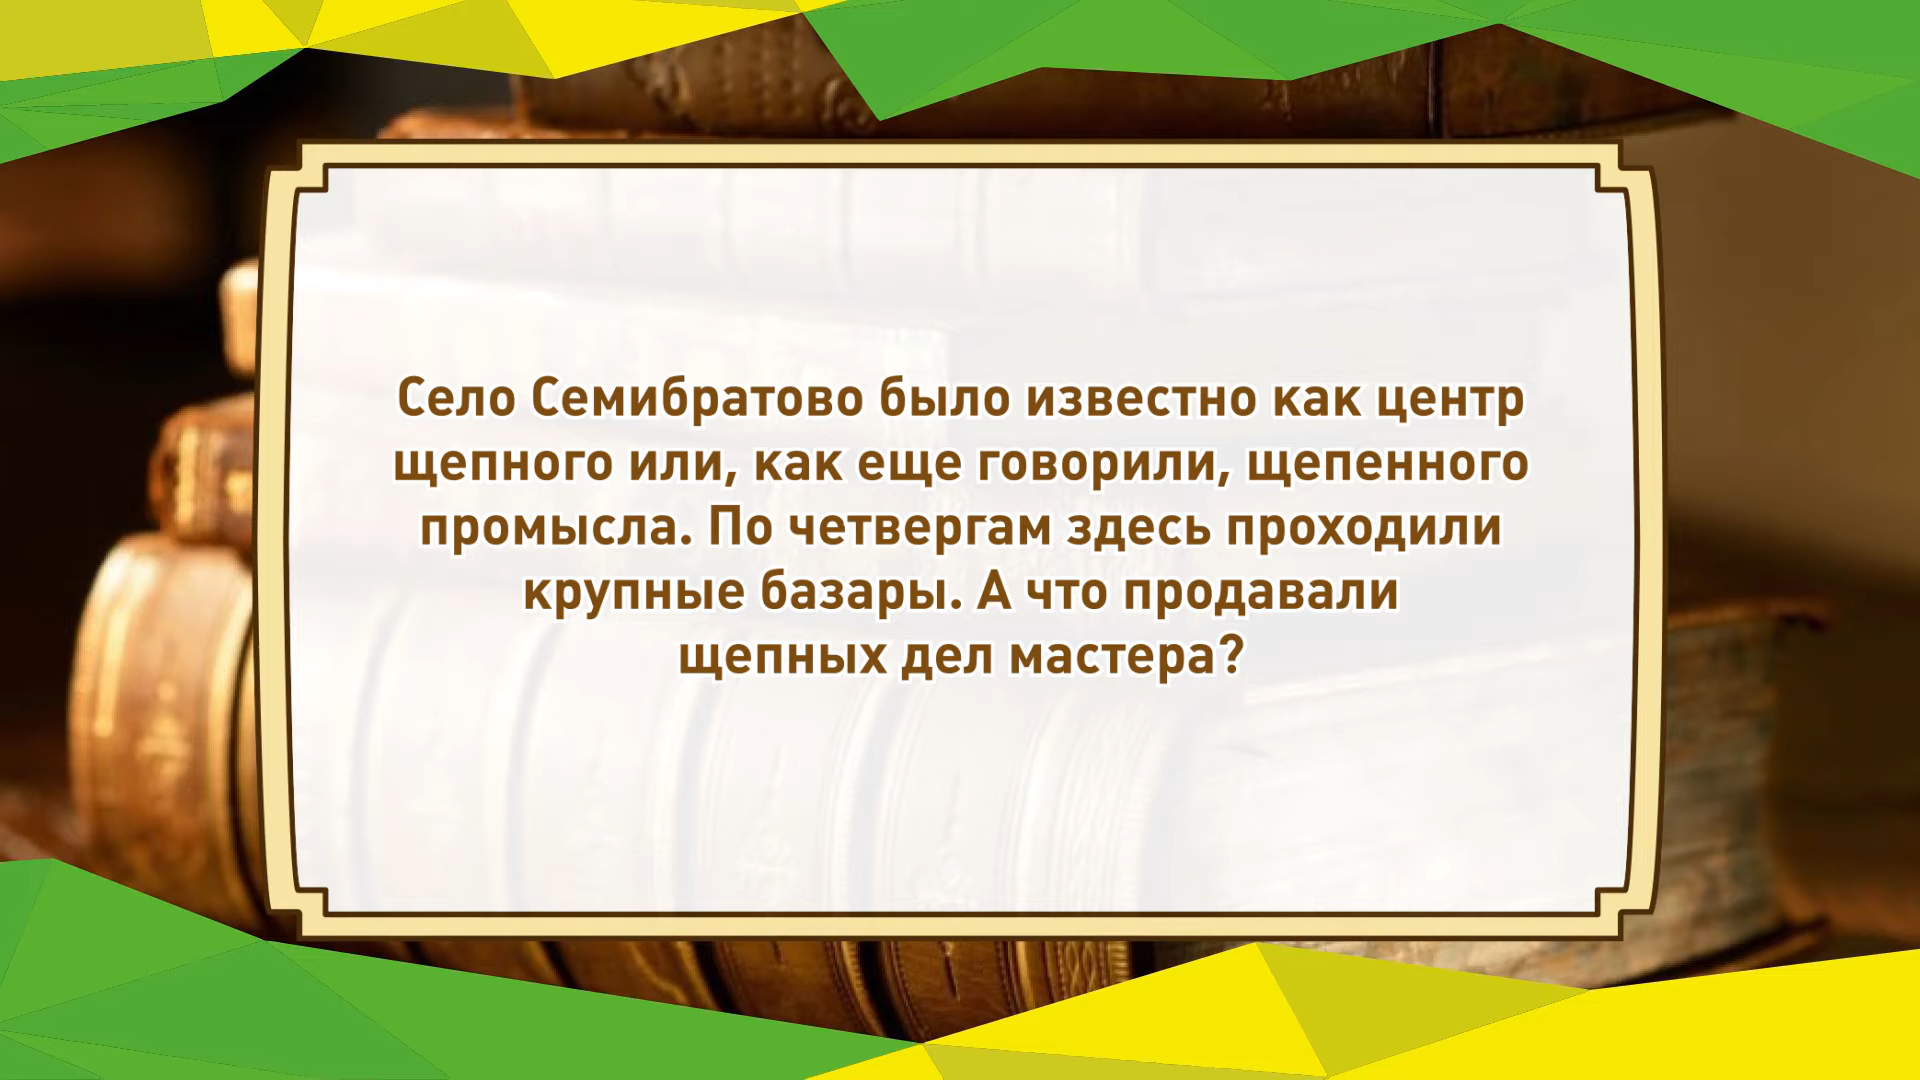 Село Семибратово было известно как центр
щепного или, как еще говорили, щепенного
промысла. По четвергам здесь проходили
крупные базары. А что продавали
щепных дел мастера?